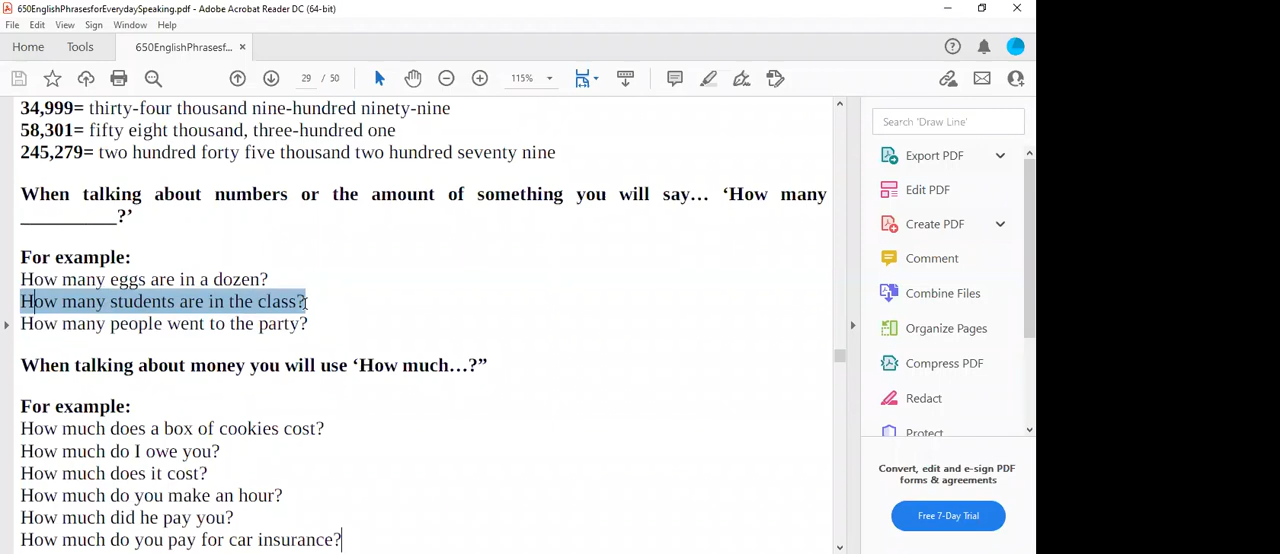 650EnglishPhrasesforEverydaySpeaking.pdf - Adobe Acrobat Reader DC (64-bit)
File Edit View Sign Window Help
Home Tools 650EnglishPhrasesf... ×
29 / 50 115%
34,999= thirty-four thousand nine-hundred ninety-nine
58,301= fifty eight thousand, three-hundred one
245,279= two hundred forty five thousand two hundred seventy nine
When talking about numbers or the amount of something you will say… ‘How many
__________?’
For example:
How many eggs are in a dozen?
How many students are in the class?
How many people went to the party?
When talking about money you will use ‘How much…?”
For example:
How much does a box of cookies cost?
How much do I owe you?
How much does it cost?
How much do you make an hour?
How much did he pay you?
How much do you pay for car insurance?
Search 'Draw Line'
Export PDF
Edit PDF
Create PDF
Comment
Combine Files
Organize Pages
Compress PDF
Redact
Protect
Convert, edit and e-sign PDF
forms & agreements
Free 7-Day Trial